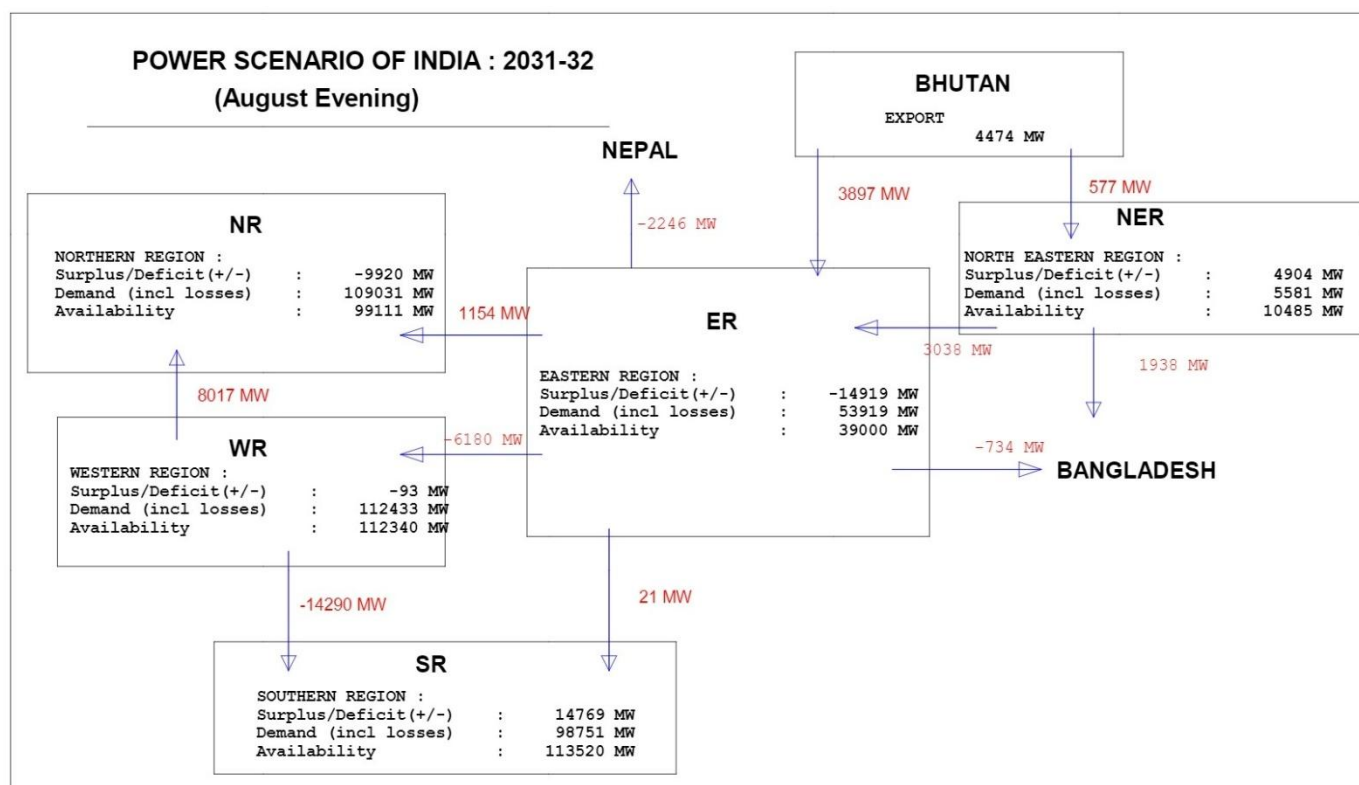 POWER SCENARIO OF INDIA : 2031-32
(August Evening)
BHUTAN
EXPORT
4474 MW
NEPAL
-2246 MW
3897 MW
577 MW
NR
NORTHERN REGION :
Surplus/Deficit(+/-) : -9920 MW
Demand (incl losses) : 109031 MW
Availability : 99111 MW
NER
NORTH EASTERN REGION :
Surplus/Deficit(+/-) : 4904 MW
Demand (incl losses) : 5581 MW
Availability : 10485 MW
1154 MW
3038 MW
1938 MW
ER
EASTERN REGION :
Surplus/Deficit(+/-) : -14919 MW
Demand (incl losses) : 53919 MW
Availability : 39000 MW
8017 MW
-6180 MW
-734 MW
BANGLADESH
WR
WESTERN REGION :
Surplus/Deficit(+/-) : -93 MW
Demand (incl losses) : 112433 MW
Availability : 112340 MW
-14290 MW
21 MW
SR
SOUTHERN REGION :
Surplus/Deficit(+/-) : 14769 MW
Demand (incl losses) : 98751 MW
Availability : 113520 MW